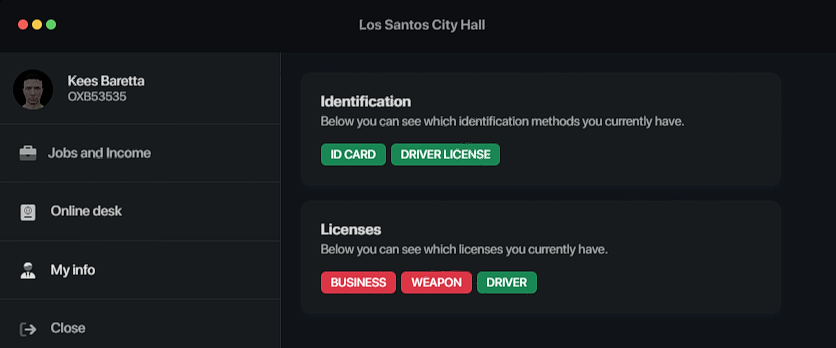 Los Santos City Hall
Kees Baretta
OXB53535
Jobs and Income
Online desk
My info
Close
Identification
Below you can see which identification methods you currently have.
ID CARD DRIVER LICENSE
Licenses
Below you can see which licenses you currently have.
BUSINESS WEAPON DRIVER